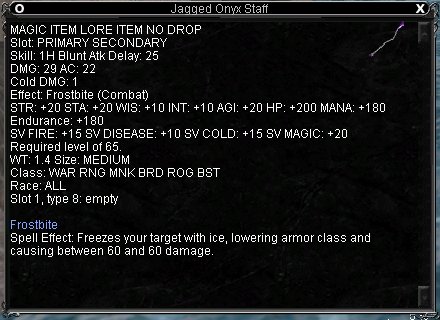 Jagged Onyx Staff
MAGIC ITEM LORE ITEM NO DROP
Slot: PRIMARY SECONDARY
Skill: 1H Blunt Atk Delay: 25
DMG: 29 AC: 22
Cold DMG: 1
Effect: Frostbite (Combat)
STR: +20 STA: +20 WIS: +10 INT: +10 AGI: +20 HP: +200 MANA: +180
Endurance: +180
SV FIRE: +15 SV DISEASE: +10 SV COLD: +15 SV MAGIC: +20
Required level of 65.
WT: 1.4 Size: MEDIUM
Class: WAR RNG MNK BRD ROG BST
Race: ALL
Slot 1, type 8: empty
Frostbite
Spell Effect: Freezes your target with ice, lowering armor class and
causing between 60 and 60 damage.